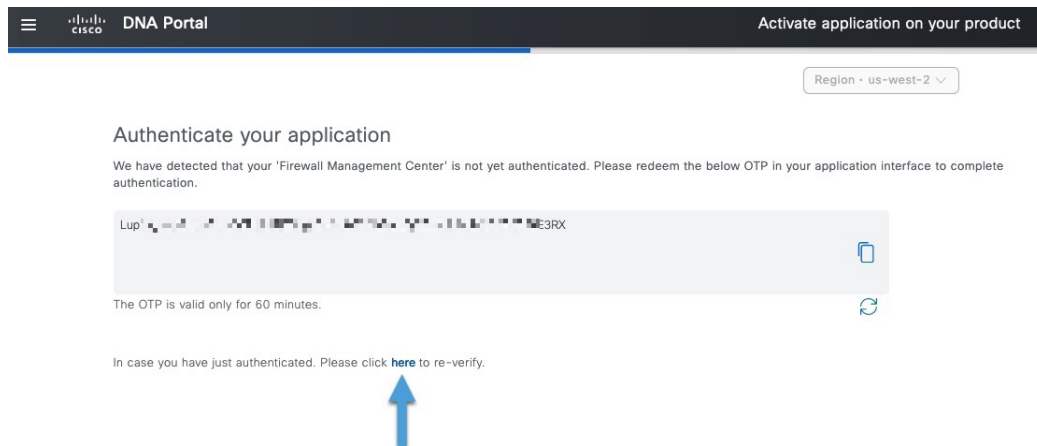 cisco DNA Portal
Activate application on your product
Region · us-west-2
Authenticate your application
We have detected that your 'Firewall Management Center' is not yet authenticated. Please redeem the below OTP in your application interface to complete
authentication.
Lup E3RX
The OTP is valid only for 60 minutes.
In case you have just authenticated. Please click here to re-verify.